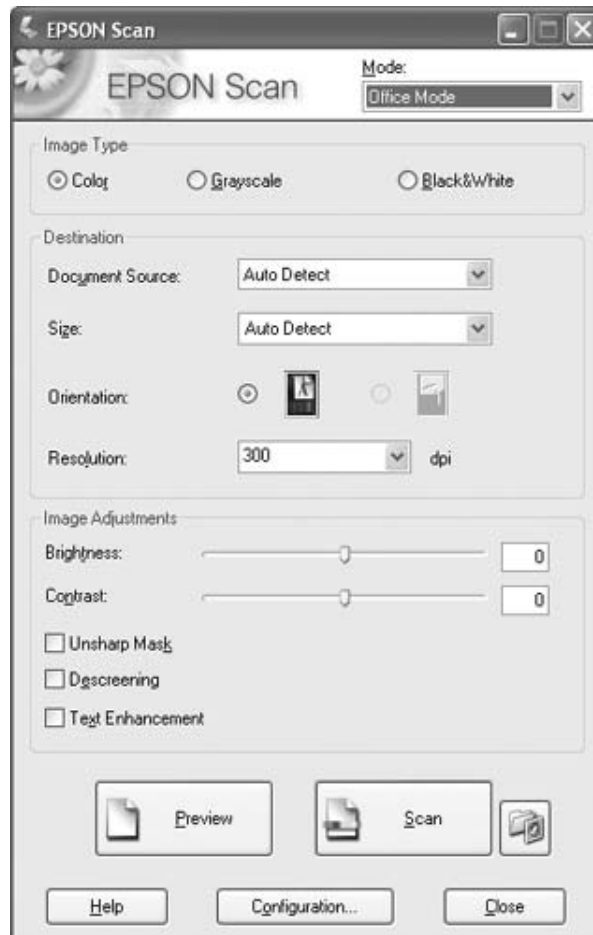 EPSON Scan
EPSON Scan
Mode:
Office Mode
Image Type
Color Grayscale Black&White
Destination
Document Source: Auto Detect
Size: Auto Detect
Orientation:
Resolution: 300 dpi
Image Adjustments
Brightness: 0
Contrast: 0
Unsharp Mask
Descreening
Text Enhancement
Preview Scan
Help Configuration... Close